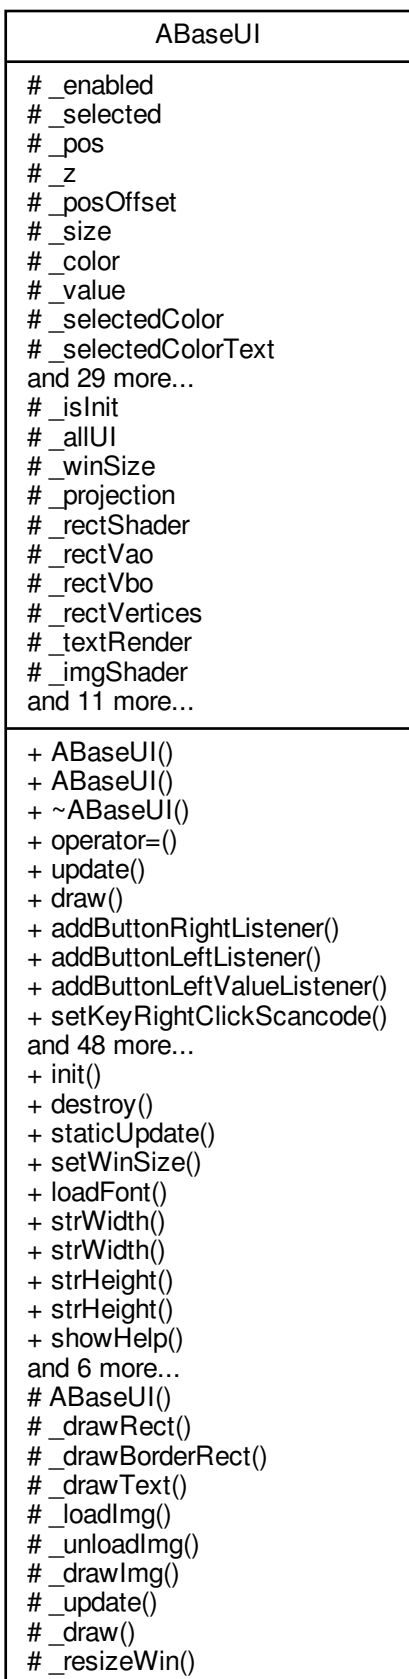 ABaseUI
# _enabled
# _selected
# _pos
# _z
# _posOffset
# _size
# _color
# _value
# _selectedColor
# _selectedColorText
and 29 more...
# _isInit
# _allUI
# _winSize
# _projection
# _rectShader
# _rectVao
# _rectVbo
# _rectVertices
# _textRender
# _imgShader
and 11 more...
+ ABaseUI()
+ ABaseUI()
+ ~ABaseUI()
+ operator=()
+ update()
+ draw()
+ addButtonRightListener()
+ addButtonLeftListener()
+ addButtonLeftValueListener()
+ setKeyRightClickScancode()
and 48 more...
+ init()
+ destroy()
+ staticUpdate()
+ setWinSize()
+ loadFont()
+ strWidth()
+ strWidth()
+ strHeight()
+ strHeight()
+ showHelp()
and 6 more...
# ABaseUI()
# _drawRect()
# _drawBorderRect()
# _drawText()
# _loadImg()
# _unloadImg()
# _drawImg()
# _update()
# _draw()
# _resizeWin()